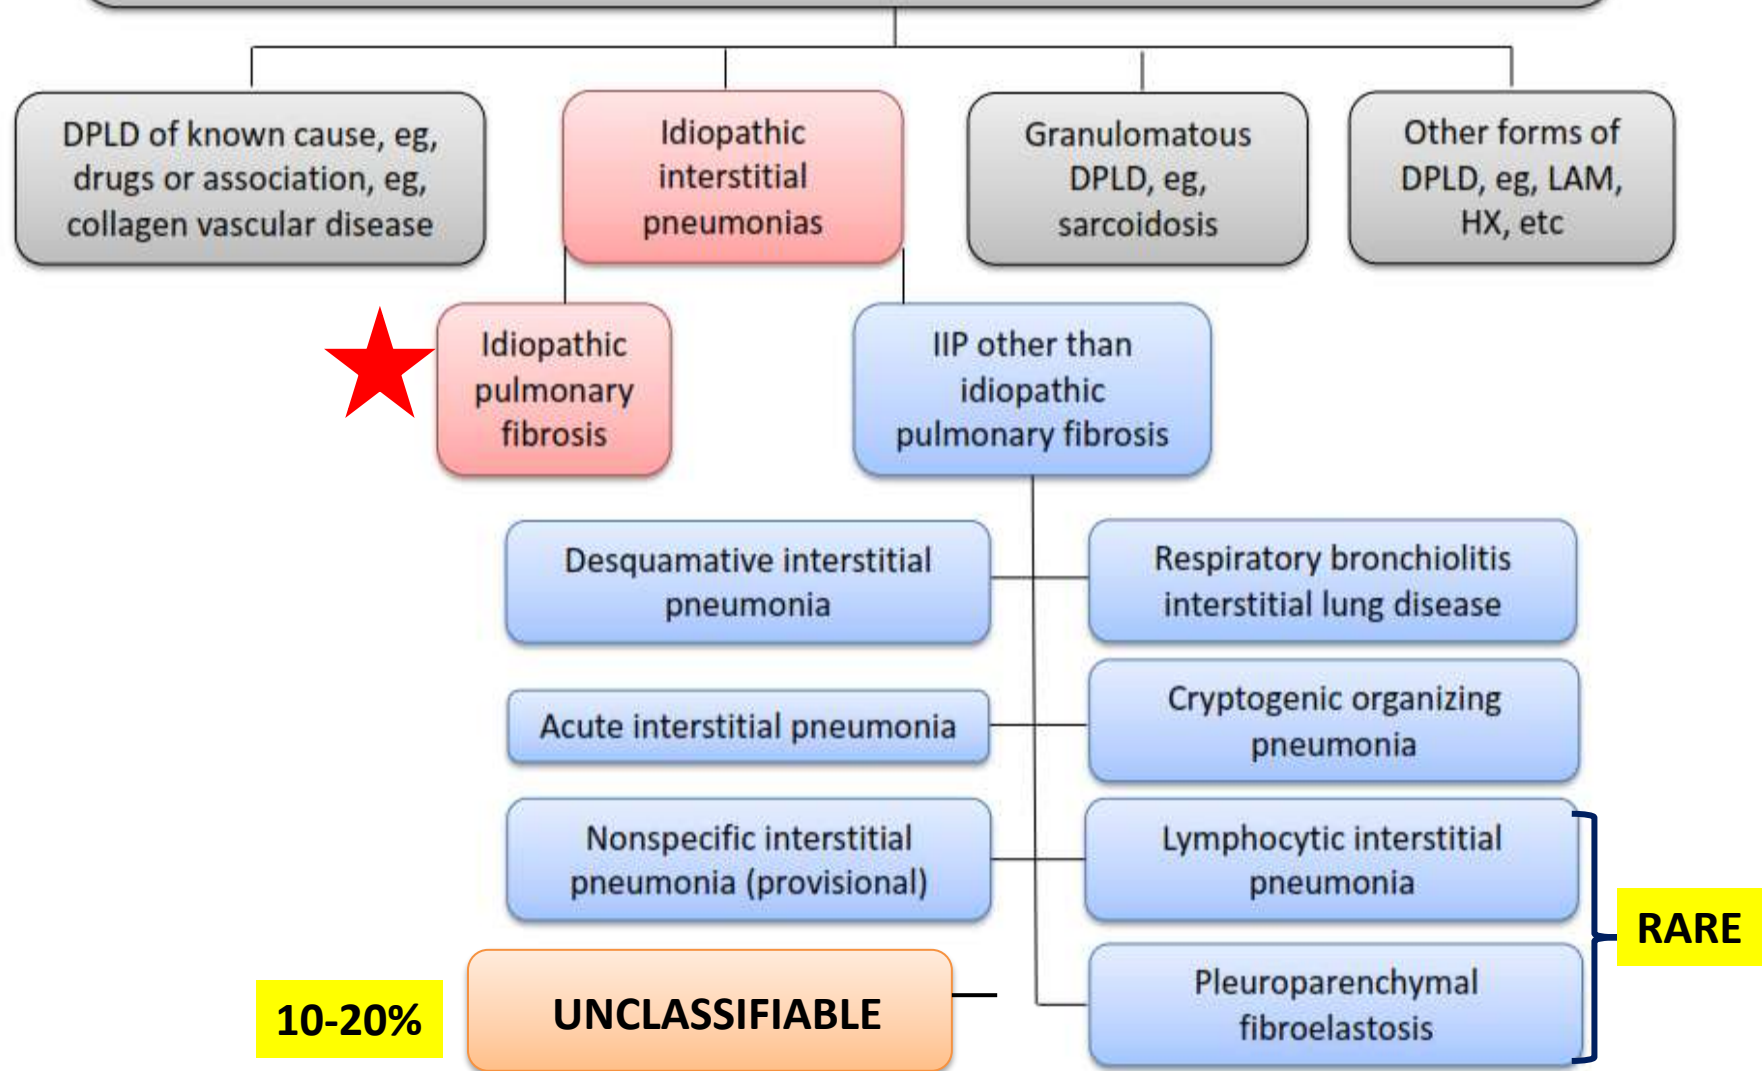 DPLD of known cause, eg,
drugs or association, eg,
collagen vascular disease
Idiopathic
interstitial
pneumonias
Granulomatous
DPLD, eg,
sarcoidosis
Other forms of
DPLD, eg, LAM,
HX, etc
Idiopathic
pulmonary
fibrosis
IIP other than
idiopathic
pulmonary fibrosis
Desquamative interstitial
pneumonia
Respiratory bronchiolitis
interstitial lung disease
Acute interstitial pneumonia
Cryptogenic organizing
pneumonia
Nonspecific interstitial
pneumonia (provisional)
Lymphocytic interstitial
pneumonia
RARE
10-20%
UNCLASSIFIABLE
Pleuroparenchymal
fibroelastosis